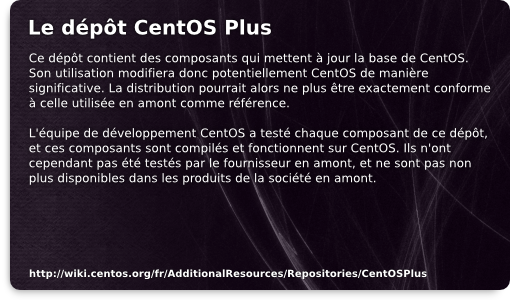 Le dépôt CentOS Plus
Ce dépôt contient des composants qui mettent à jour la base de CentOS.
Son utilisation modifiera donc potentiellement CentOS de manière
significative. La distribution pourrait alors ne plus être exactement conforme
à celle utilisée en amont comme référence.
L'équipe de développement CentOS a testé chaque composant de ce dépôt,
et ces composants sont compilés et fonctionnent sur CentOS. Ils n'ont
cependant pas été testés par le fournisseur en amont, et ne sont pas non
plus disponibles dans les produits de la société en amont.
http://wiki.centos.org/fr/AdditionalResources/Repositories/CentOSPlus